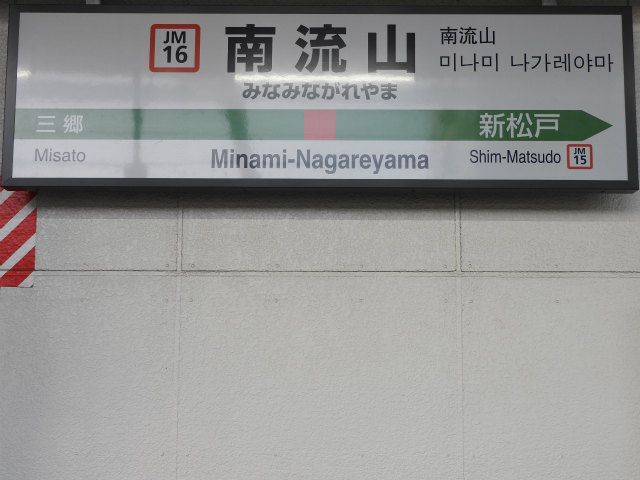 JM
16
南流山
みなみながれやま
南流山
미나미 나가레야마
三郷
新松戸
Misato
Minami-Nagareyama
Shim-Matsudo
JM
15